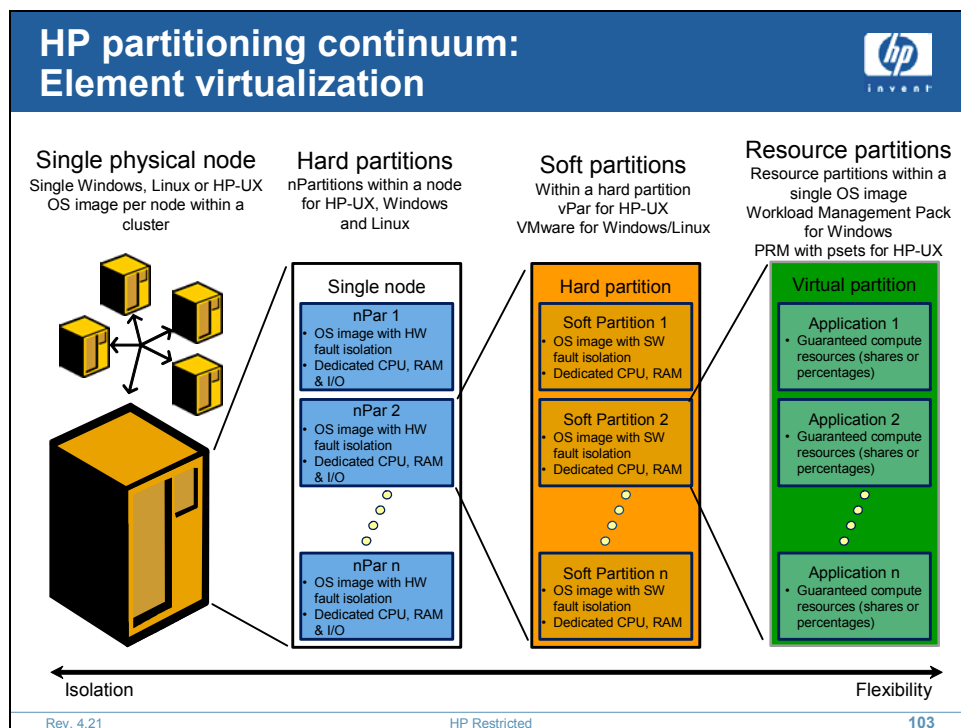 HP partitioning continuum:
Element virtualization
hp
invent
Single physical node
Single Windows, Linux or HP-UX
OS image per node within a
cluster
Hard partitions
nPartitions within a node
for HP-UX, Windows
and Linux
Soft partitions
Within a hard partition
vPar for HP-UX
VMware for Windows/Linux
Resource partitions
Resource partitions within a
single OS image
Workload Management Pack
for Windows
PRM with psets for HP-UX
Single node
nPar 1
• OS image with HW
fault isolation
• Dedicated CPU, RAM
& I/O
nPar 2
• OS image with HW
fault isolation
• Dedicated CPU, RAM
& I/O
nPar n
• OS image with HW
fault isolation
• Dedicated CPU, RAM
& I/O
Hard partition
Soft Partition 1
• OS image with SW
fault isolation
• Dedicated CPU, RAM
Soft Partition 2
• OS image with SW
fault isolation
• Dedicated CPU, RAM
Soft Partition n
• OS image with SW
fault isolation
• Dedicated CPU, RAM
Virtual partition
Application 1
• Guaranteed compute
resources (shares or
percentages)
Application 2
• Guaranteed compute
resources (shares or
percentages)
Application n
• Guaranteed compute
resources (shares or
percentages)
Isolation
Flexibility
Rev. 4.21
HP Restricted
103